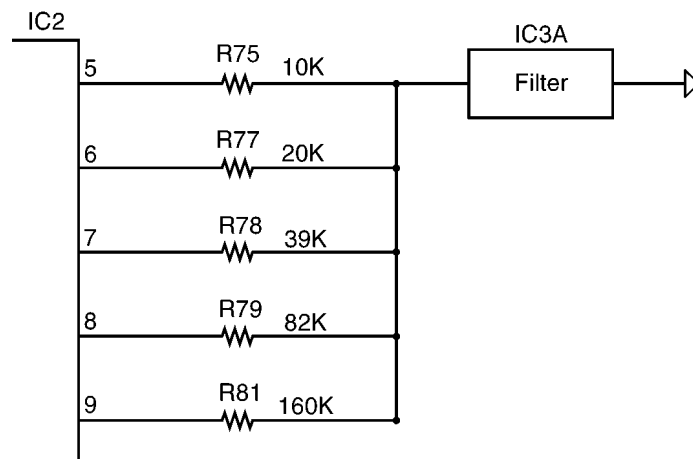 IC2
IC3A
5 R75 10K
Filter
6 R77 20K
7 R78 39K
8 R79 82K
9 R81 160K